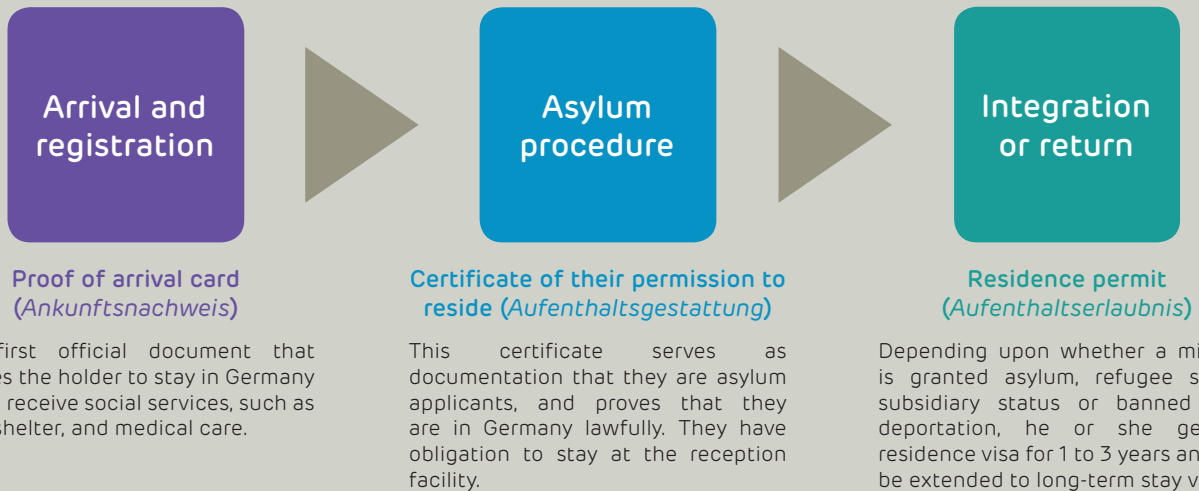 Arrival and
registration
Asylum
procedure
Integration
or return
Proof of arrival card
(Ankunftsnachweis)
first official document that
the holder to stay in Germany
receive social services, such as
shelter, and medical care.
Certificate of their permission to
reside (Aufenthaltsgestattung)
This certificate serves as
documentation that they are asylum
applicants, and proves that they
are in Germany lawfully. They have
obligation to stay at the reception
facility.
Residence permit
(Aufenthaltserlaubnis)
Depending upon whether a
is granted asylum, refugee
subsidiary status or banned
deportation, he or she
residence visa for 1 to 3 years
be extended to long-term stay